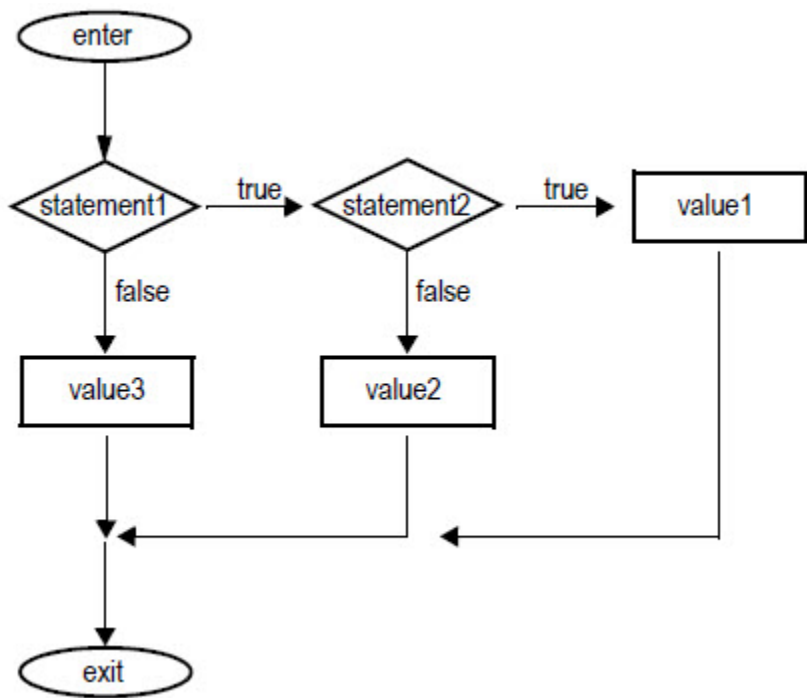 enter
statement1
true
statement2
true
value1
false
false
value3
value2
exit